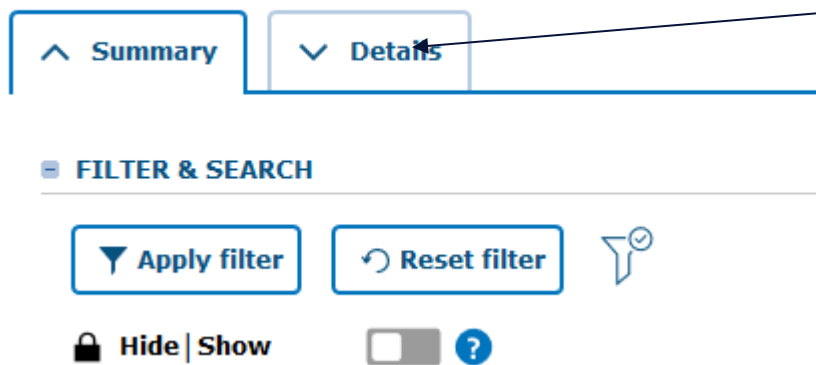 Summary Details
FILTER & SEARCH
Apply filter Reset filter
Hide | Show ?